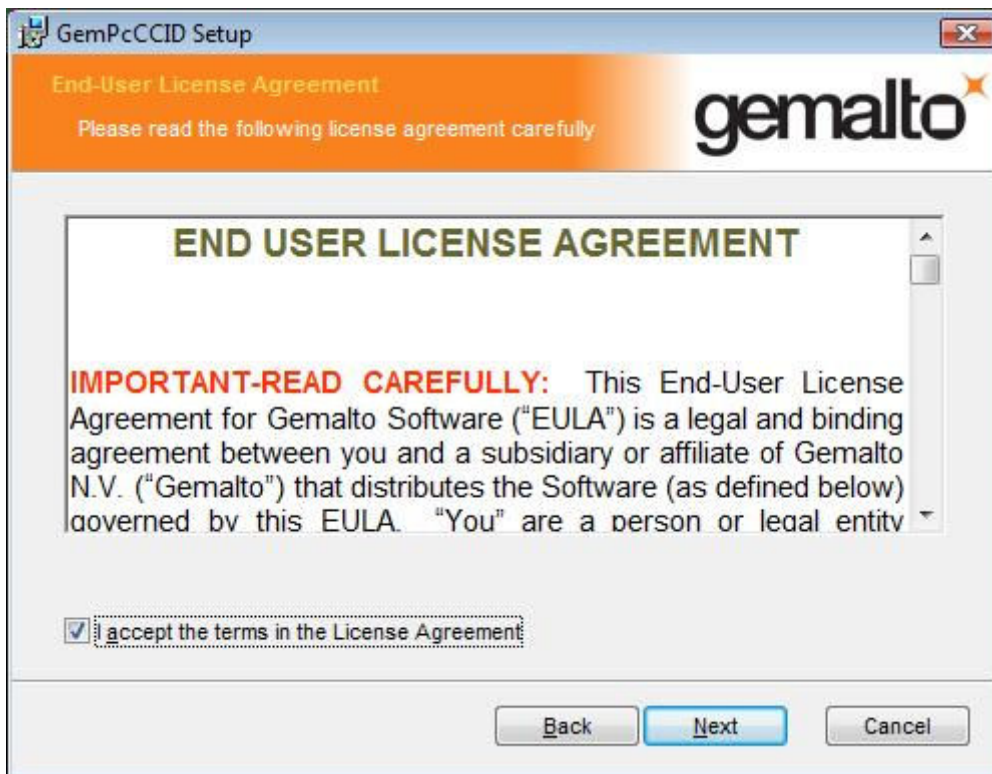 GemPcCCID Setup
End-User License Agreement
Please read the following license agreement carefully
gemalto
END USER LICENSE AGREEMENT
IMPORTANT-READ CAREFULLY: This End-User License
Agreement for Gemalto Software (“EULA”) is a legal and binding
agreement between you and a subsidiary or affiliate of Gemalto
N.V. (“Gemalto”) that distributes the Software (as defined below)
governed by this EULA. “You” are a person or legal entity
I accept the terms in the License Agreement
Back
Next
Cancel